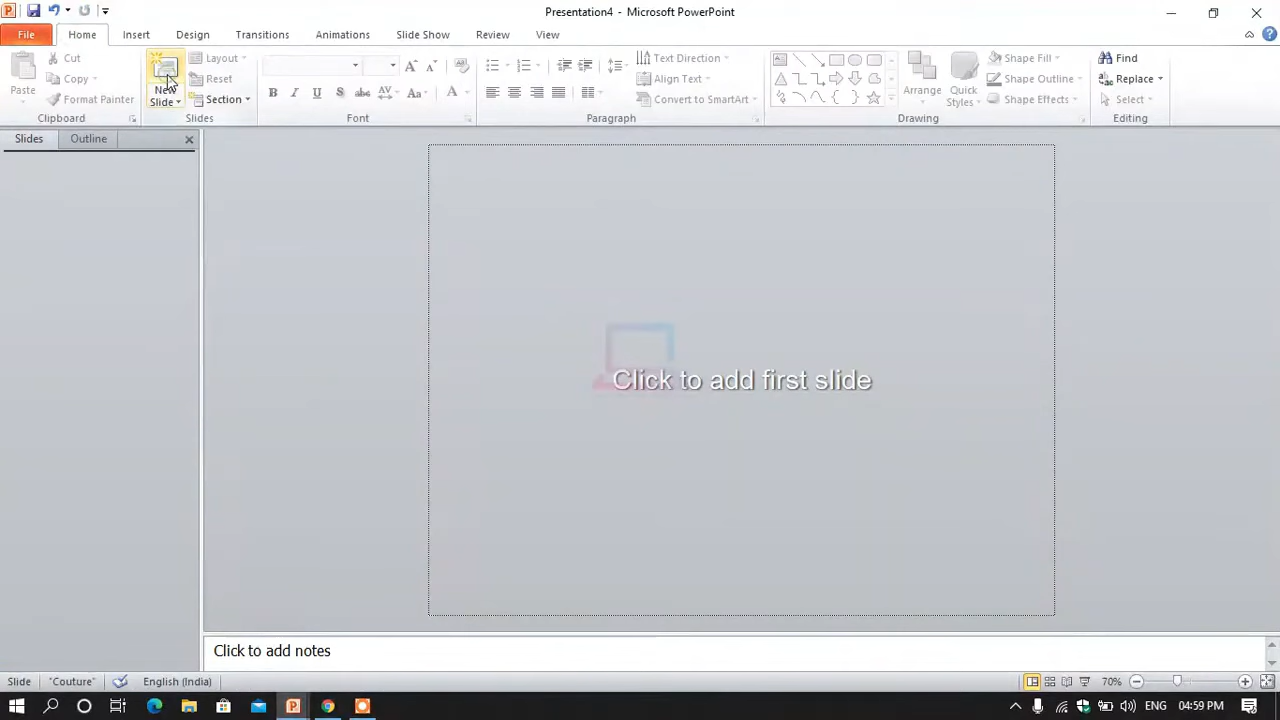 Presentation4 - Microsoft PowerPoint
File Home Insert Design Transitions Animations Slide Show Review View
Paste
Cut
Copy
Format Painter
Clipboard
New Slide
Layout
Reset
Section
Slides
B I U S abc AV Aa A
Font
Text Direction
Align Text
Convert to SmartArt
Paragraph
Arrange
Quick Styles
Shape Fill
Shape Outline
Shape Effects
Drawing
Find
Replace
Select
Editing
Slides Outline
Click to add first slide
Click to add notes
Slide "Couture" English (India) 70%
ENG 04:59 PM